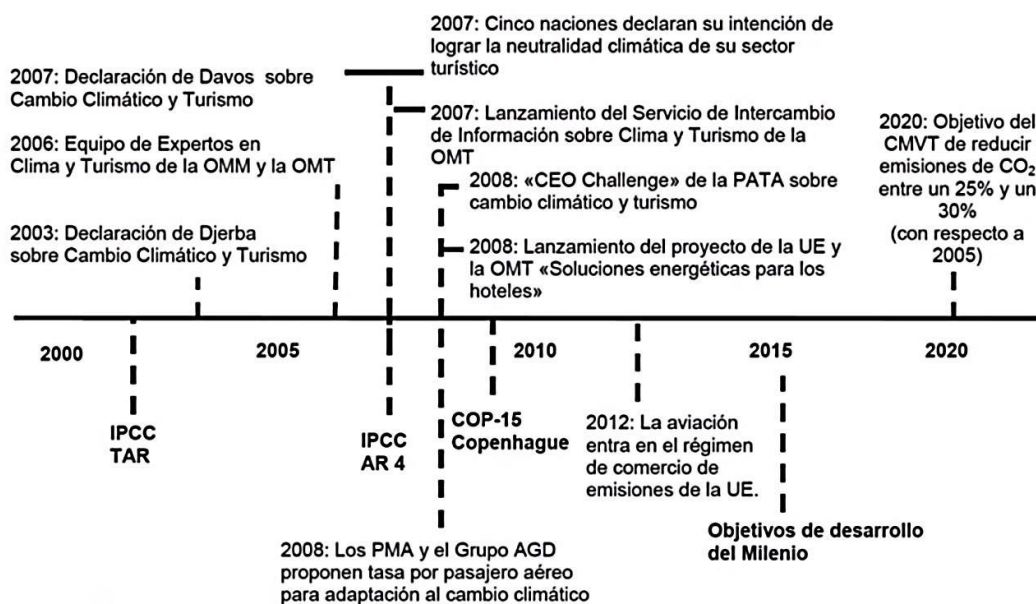 2007: Cinco naciones declaran su intención de
lograr la neutralidad climática de su sector
turístico
2007: Declaración de Davos sobre
Cambio Climático y Turismo
2007: Lanzamiento del Servicio de Intercambio
de Información sobre Clima y Turismo de la
OMT
2006: Equipo de Expertos en
Clima y Turismo de la OMM y la OMT
2008: «CEO Challenge» de la PATA sobre
cambio climático y turismo
2003: Declaración de Djerba
sobre Cambio Climático y Turismo
2008: Lanzamiento del proyecto de la UE y
la OMT «Soluciones energéticas para los
hoteles»
2020: Objetivo del
CMVT de reducir
emisiones de CO₂
entre un 25% y un
30%
(con respecto a
2005)
2000
2005
2010
2015
2020
IPCC
TAR
IPCC
AR 4
COP-15
Copenhague
2012: La aviación
entra en el régimen
de comercio de
emisiones de la UE.
Objetivos de desarrollo
del Milenio
2008: Los PMA y el Grupo AGD
proponen tasa por pasajero aéreo
para adaptación al cambio climático